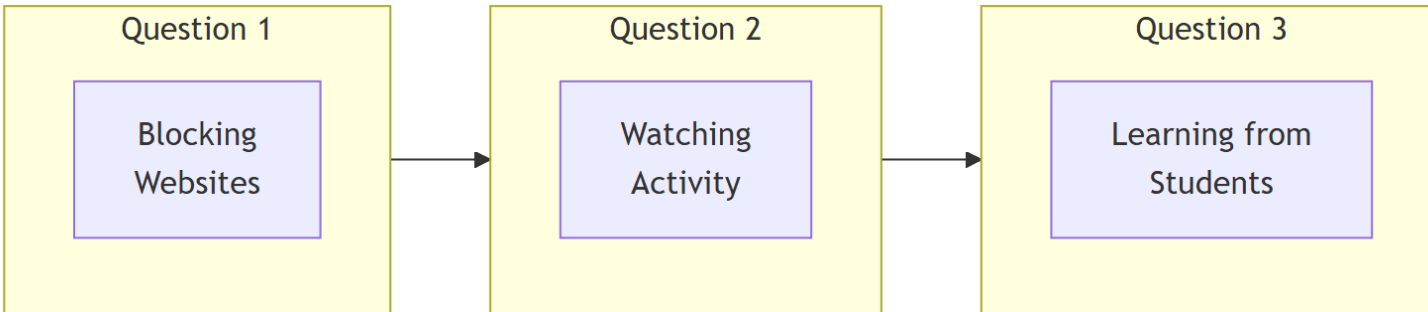 Question 1
Blocking
Websites
Question 2
Watching
Activity
Question 3
Learning from
Students